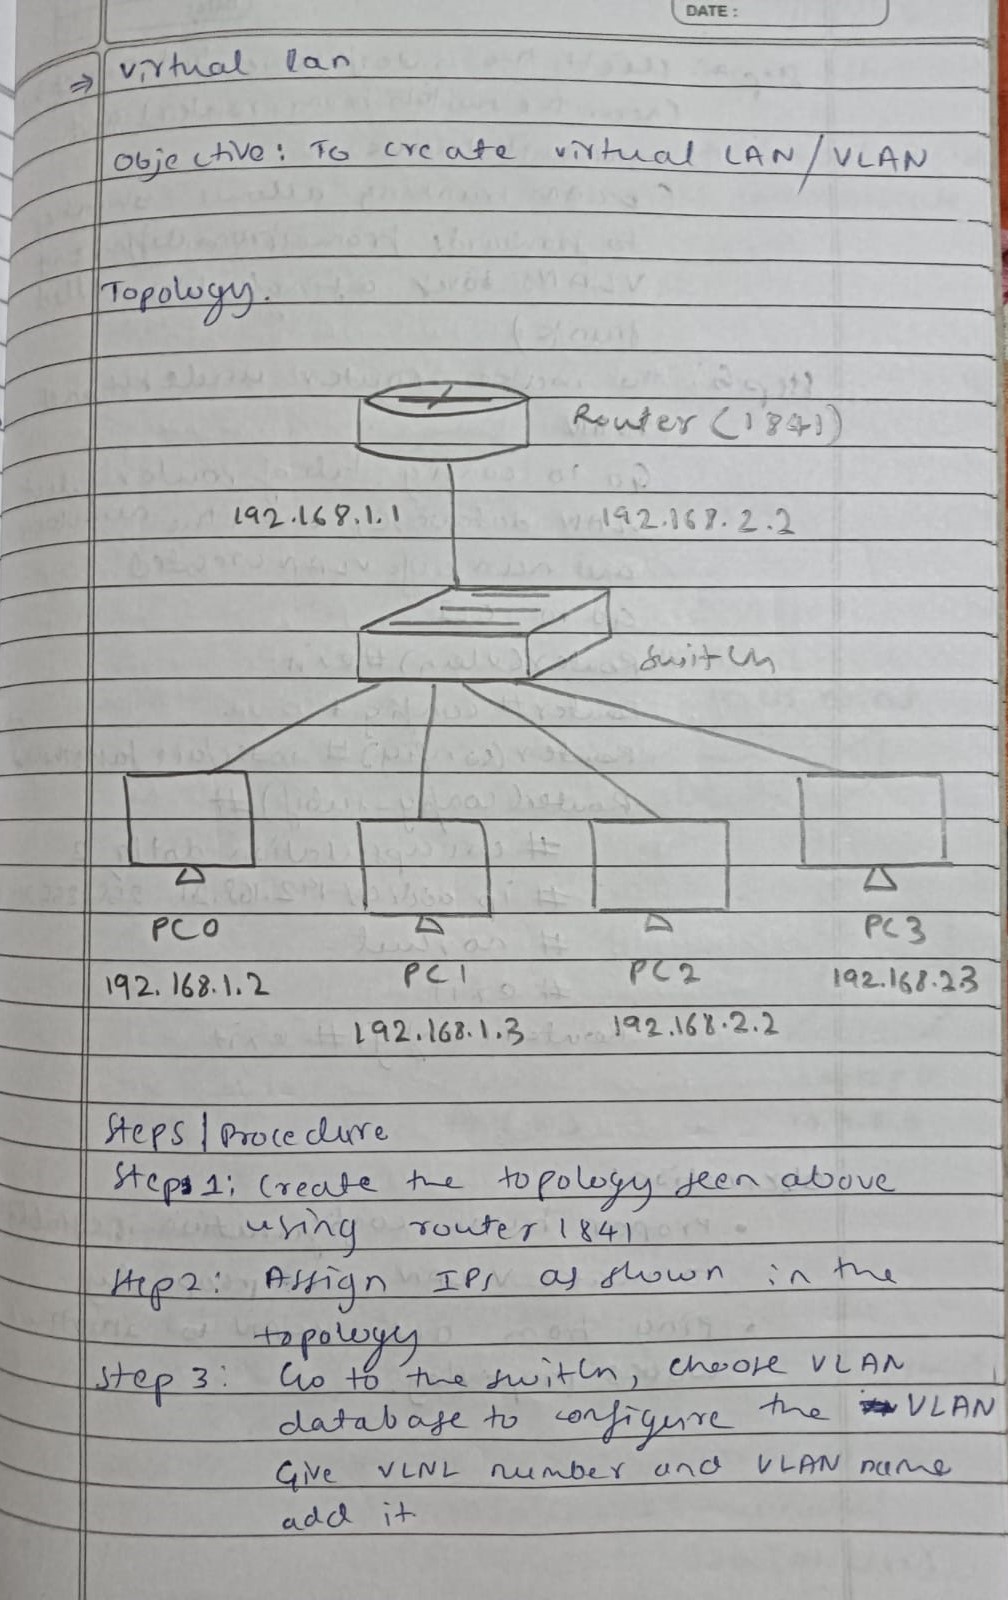 DATE :
⇒ virtual lan
Objective: To create virtual LAN/VLAN
Topology.
Router (1841)
192.168.1.1 192.168.2.2
Switch
PC0 PC3
PC1 PC2
192.168.1.2 192.168.23
192.168.1.3 192.168.2.2
Steps | Procedure
Steps 1: Create the topology seen above
using router 1841
Step 2: Assign IPs as shown in the
topology
Step 3: Go to the switch, choose VLAN
database to configure the VLAN
Give VLNL number and VLAN name
add it